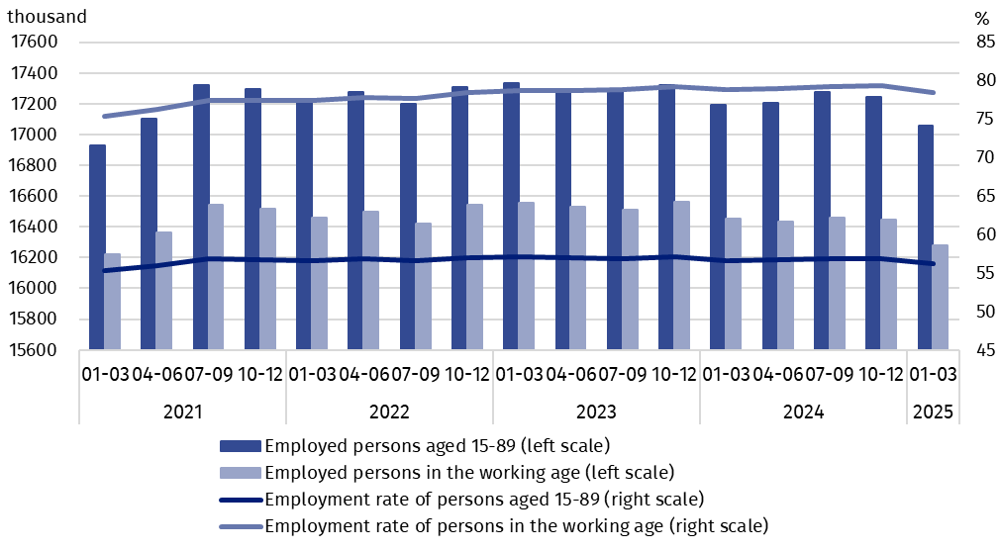 thousand %
17600 85
17400 80
17200 75
17000 70
16800 65
16600 60
16400 55
16200 50
16000 45
15800
15600
01-03 04-06 07-09 10-12 01-03 04-06 07-09 10-12 01-03 04-06 07-09 10-12 01-03 04-06 07-09 10-12 01-03
2021 2022 2023 2024 2025
Employed persons aged 15-89 (left scale)
Employed persons in the working age (left scale)
Employment rate of persons aged 15-89 (right scale)
Employment rate of persons in the working age (right scale)